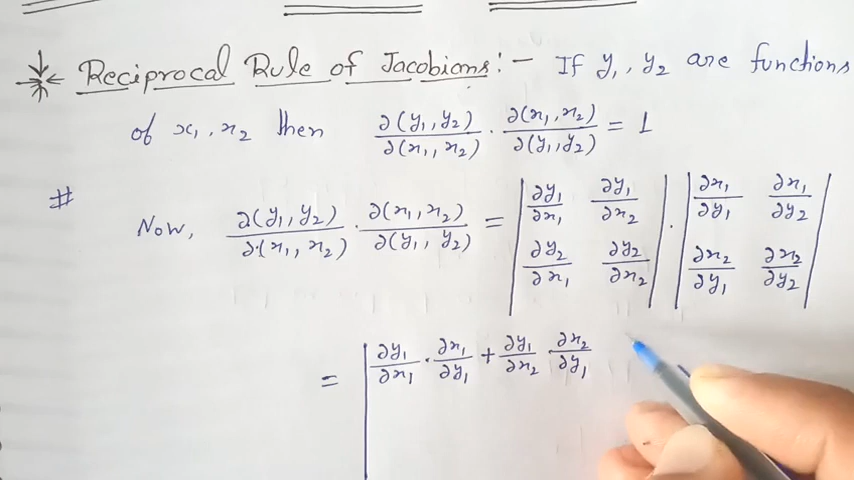 Reciprocal Rule of Jacobians:- If y₁, y₂ are functions
of x₁, x₂ then ∂(y₁, y₂)/∂(x₁, x₂) · ∂(x₁, x₂)/∂(y₁, y₂) = 1
# Now, ∂(y₁, y₂)/∂(x₁, x₂) · ∂(x₁, x₂)/∂(y₁, y₂) = | ∂y₁/∂x₁ ∂y₁/∂x₂ ; ∂y₂/∂x₁ ∂y₂/∂x₂ | · | ∂x₁/∂y₁ ∂x₁/∂y₂ ; ∂x₂/∂y₁ ∂x₂/∂y₂ |
= | ∂y₁/∂x₁ · ∂x₁/∂y₁ + ∂y₁/∂x₂ · ∂x₂/∂y₁